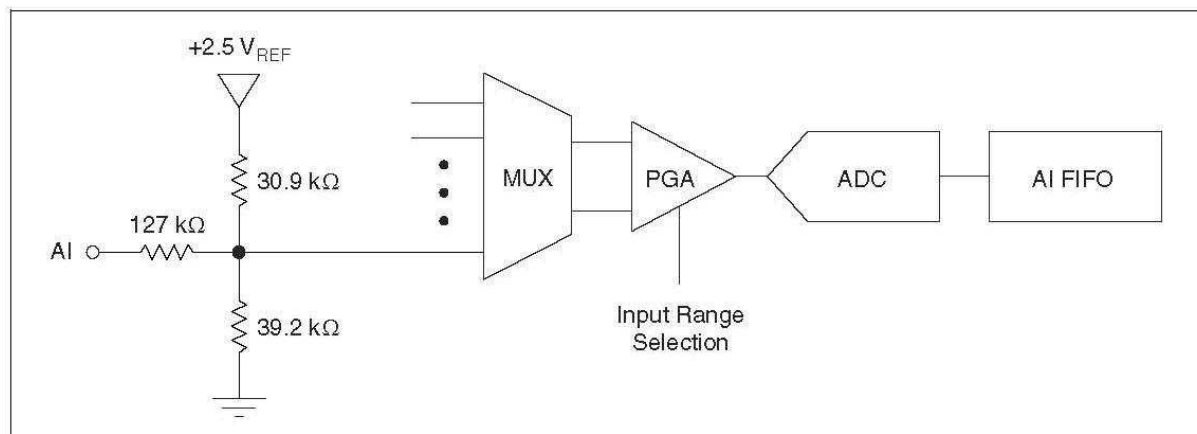 +2.5 V_REF
30.9 kΩ
127 kΩ
AI
39.2 kΩ
MUX
PGA
ADC
AI FIFO
Input Range
Selection